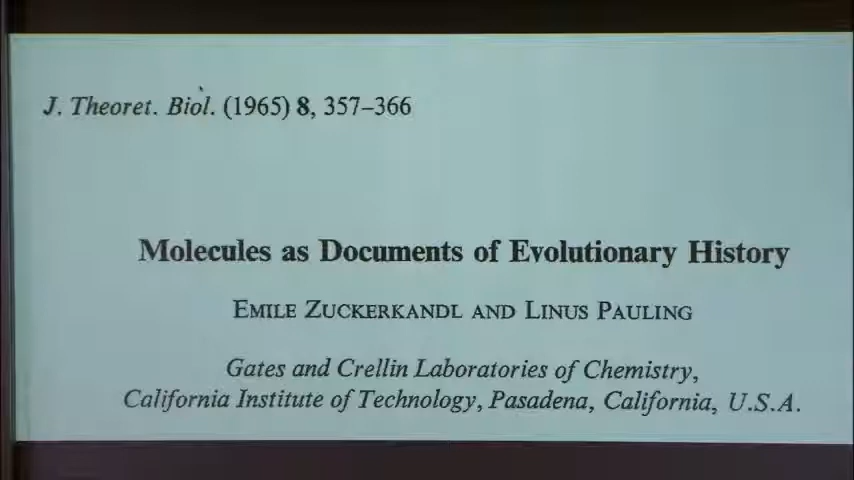 J. Theoret. Biol. (1965) 8, 357–366
Molecules as Documents of Evolutionary History
EMILE ZUCKERKANDL AND LINUS PAULING
Gates and Crellin Laboratories of Chemistry,
California Institute of Technology, Pasadena, California, U.S.A.